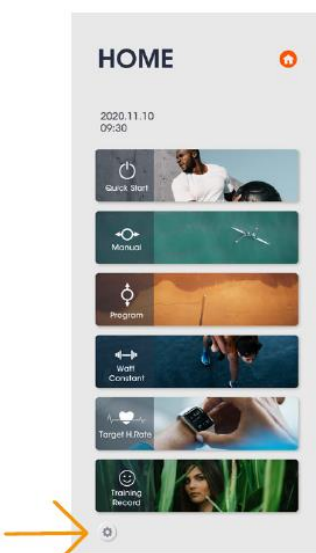 HOME
2020.11.10
09:30
Quick Start
Manual
Program
Watt
Constant
Target H.Rate
Training
Record